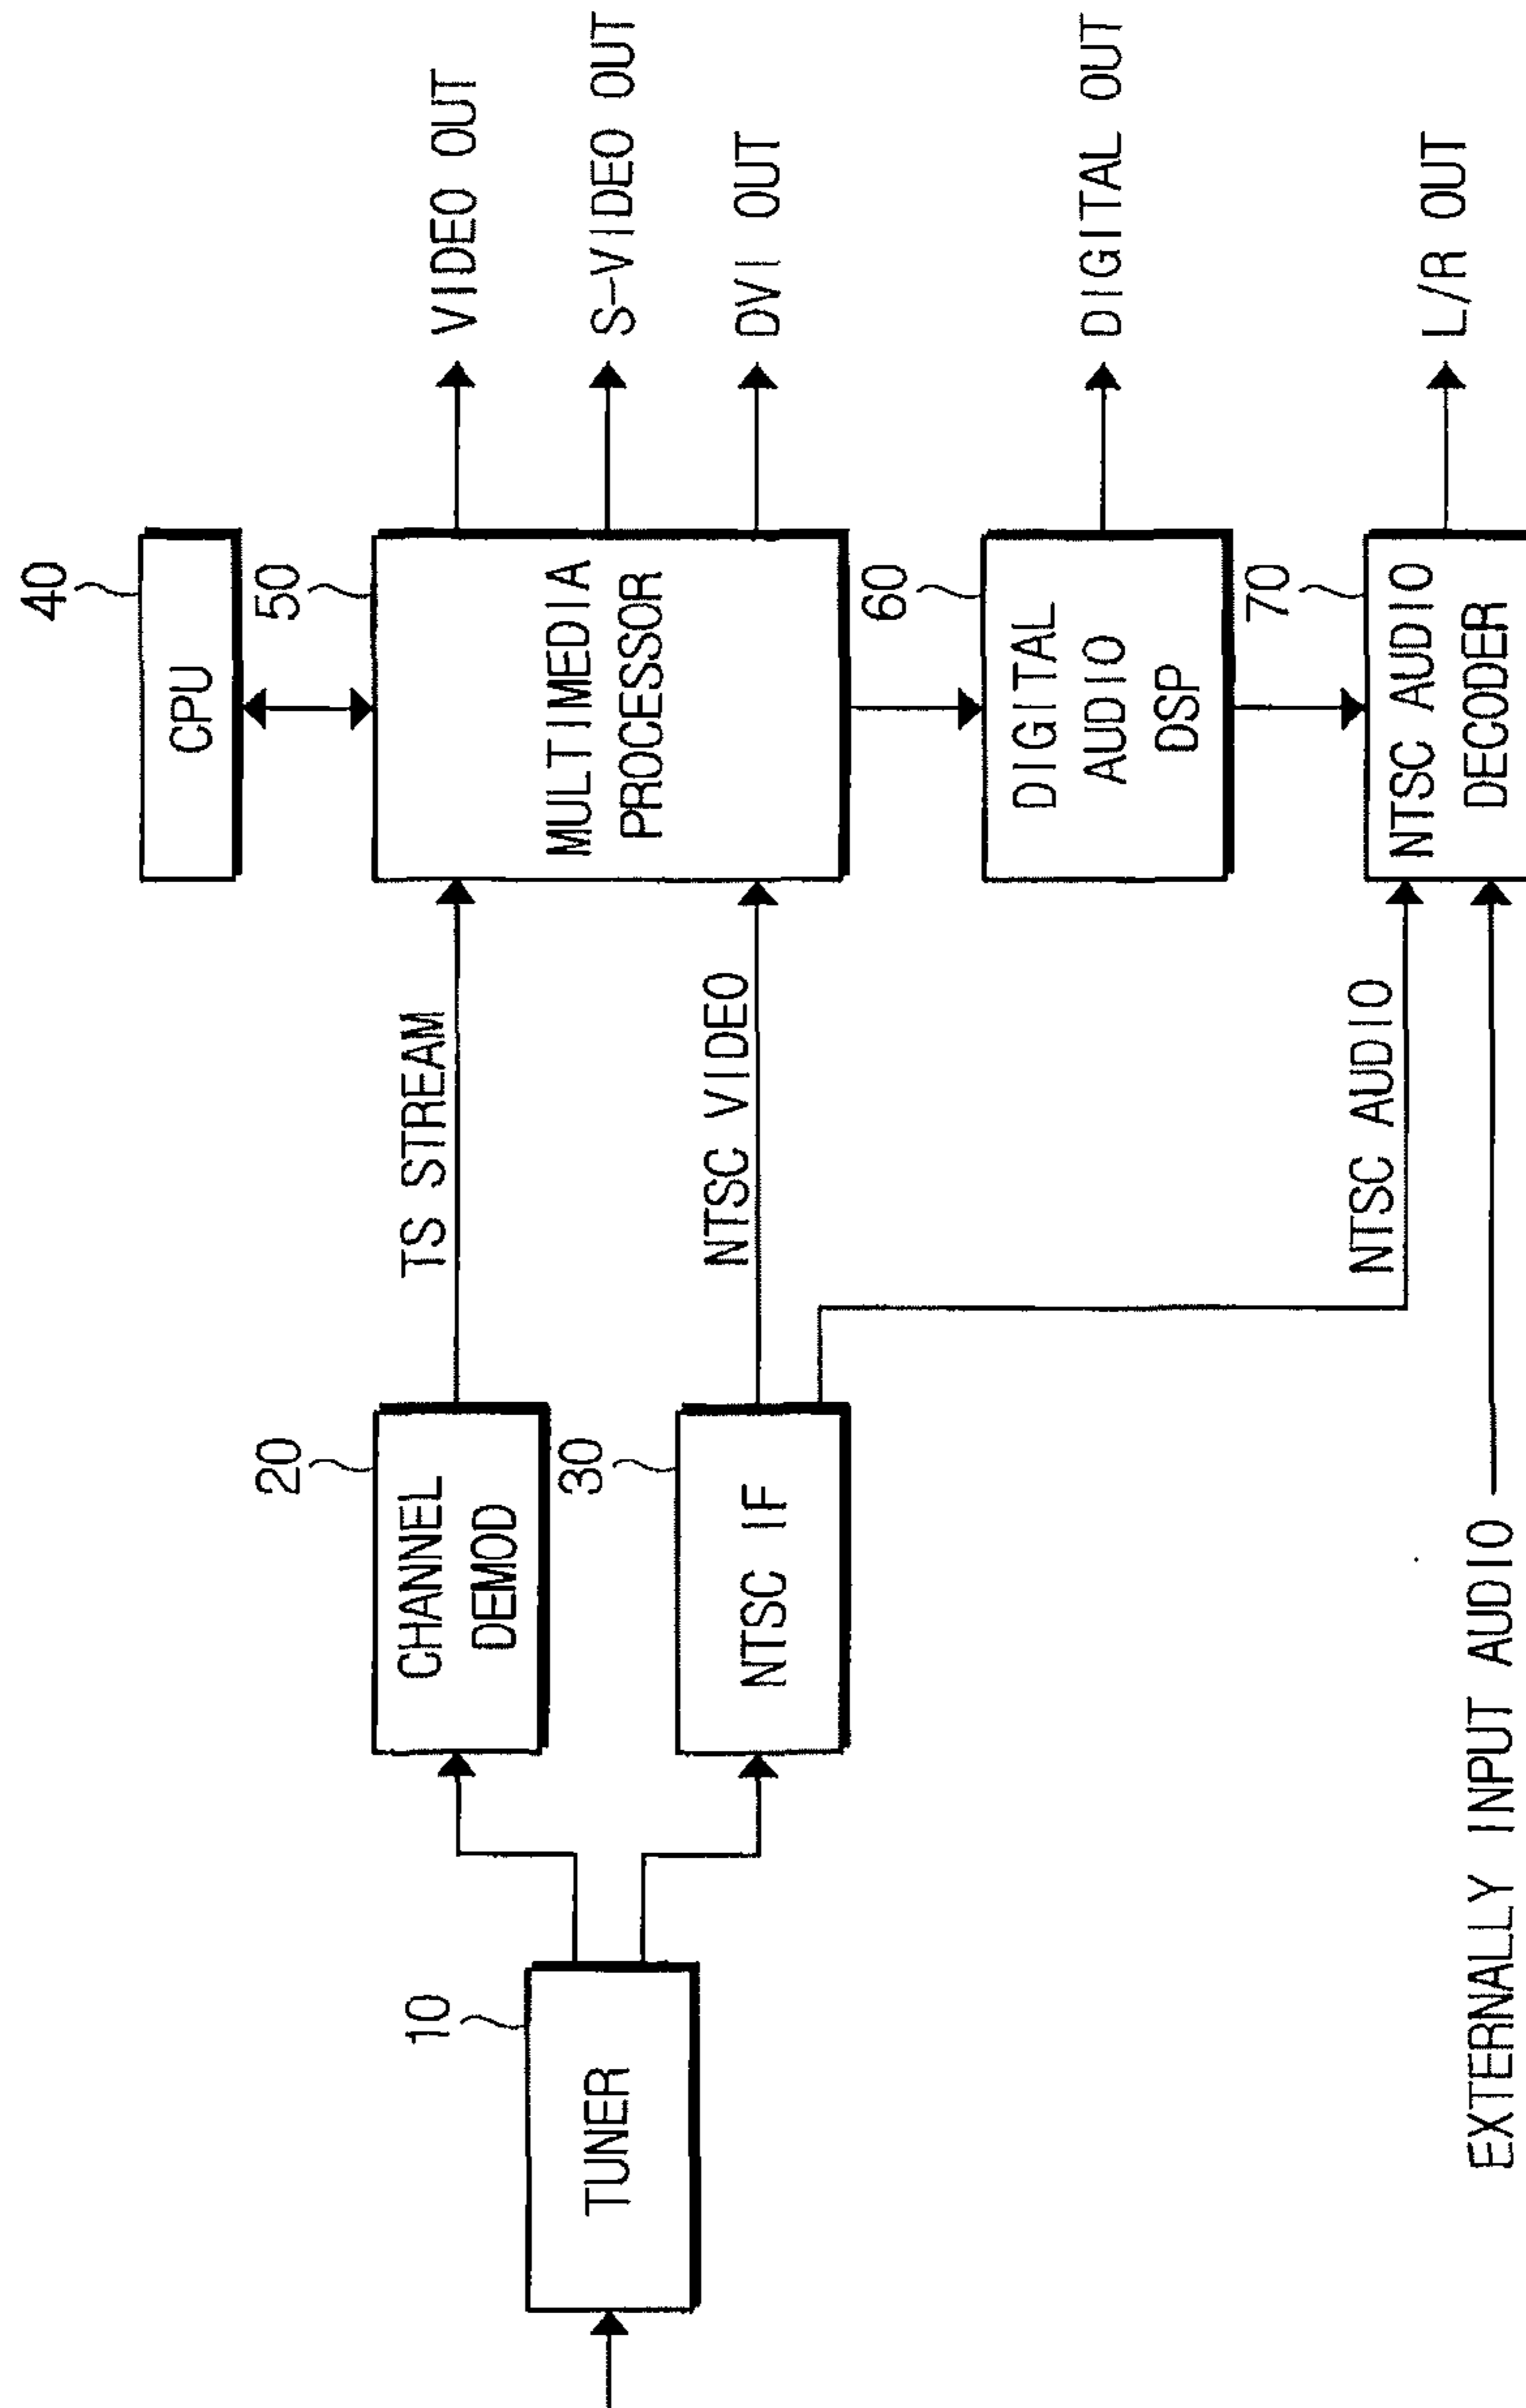 40
CPU
50
MULTIMEDIA
PROCESSOR
VIDEO OUT
S-VIDEO OUT
DVI OUT
20
CHANNEL
DEMOD
TS STREAM
10
TUNER
30
NTSC IF
NTSC VIDEO
60
DIGITAL
AUDIO
DSP
DIGITAL OUT
70
NTSC AUDIO
DECODER
L/R OUT
NTSC AUDIO
EXTERNALLY INPUT AUDIO